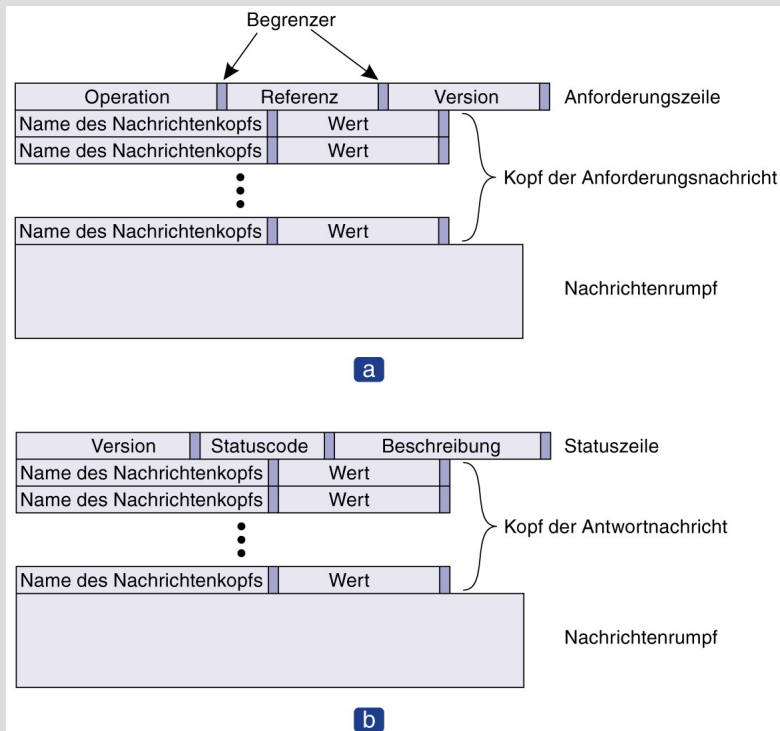 Begrenzer
Operation Referenz Version Anforderungszeile
Name des Nachrichtenkopfs Wert
Name des Nachrichtenkopfs Wert
Kopf der Anforderungsnachricht
Name des Nachrichtenkopfs Wert
Nachrichtenrumpf
a
Version Statuscode Beschreibung Statuszeile
Name des Nachrichtenkopfs Wert
Name des Nachrichtenkopfs Wert
Kopf der Antwortnachricht
Name des Nachrichtenkopfs Wert
Nachrichtenrumpf
b